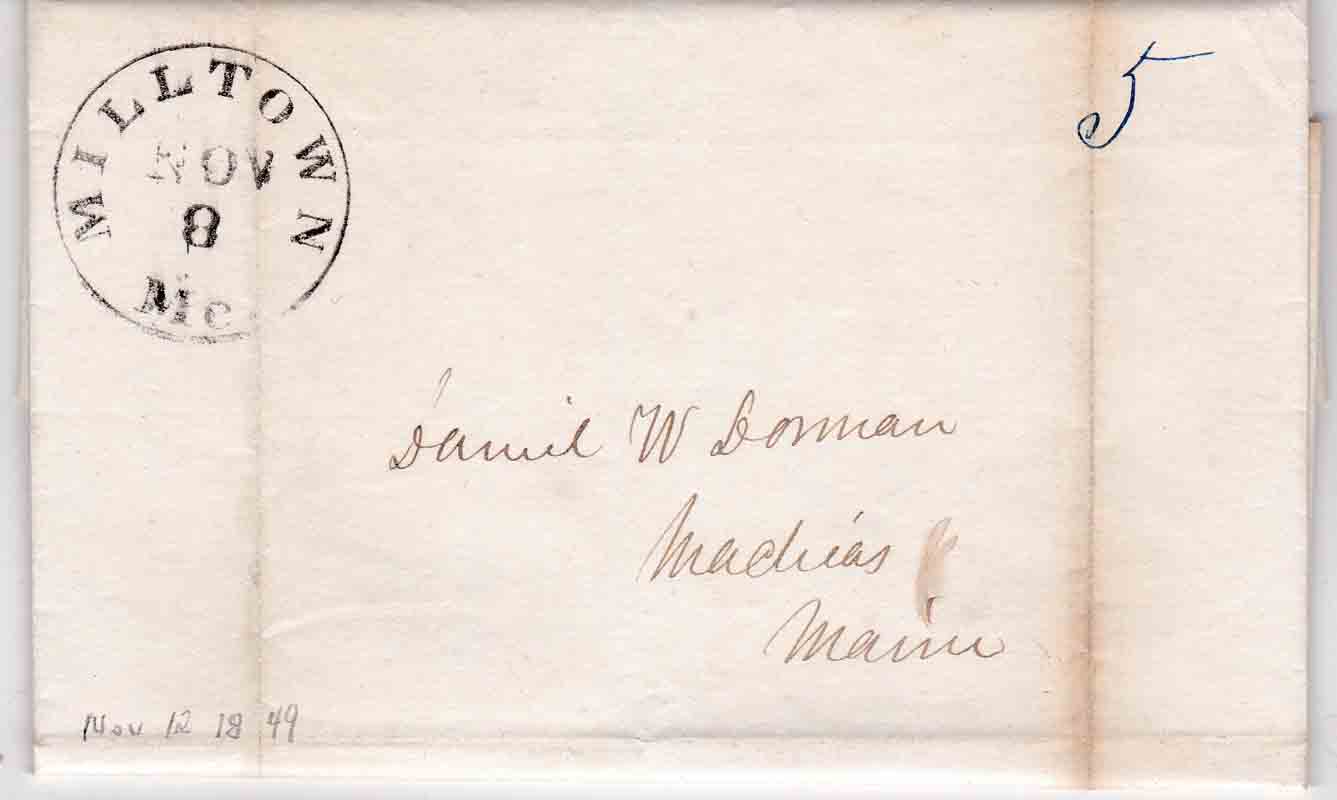 MILLTOWN
NOV
8
Me.
5
Daniel W Dorman
Machias
Maine
Nov 12 1849